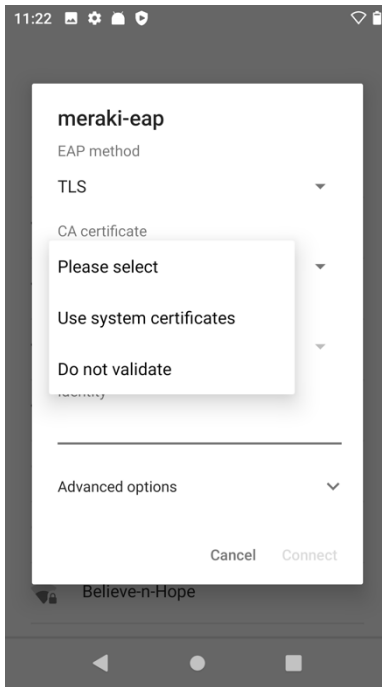 11:22
meraki-eap
EAP method
TLS
CA certificate
Please select
Use system certificates
Do not validate
Identity
Advanced options
Cancel Connect
Believe-n-Hope